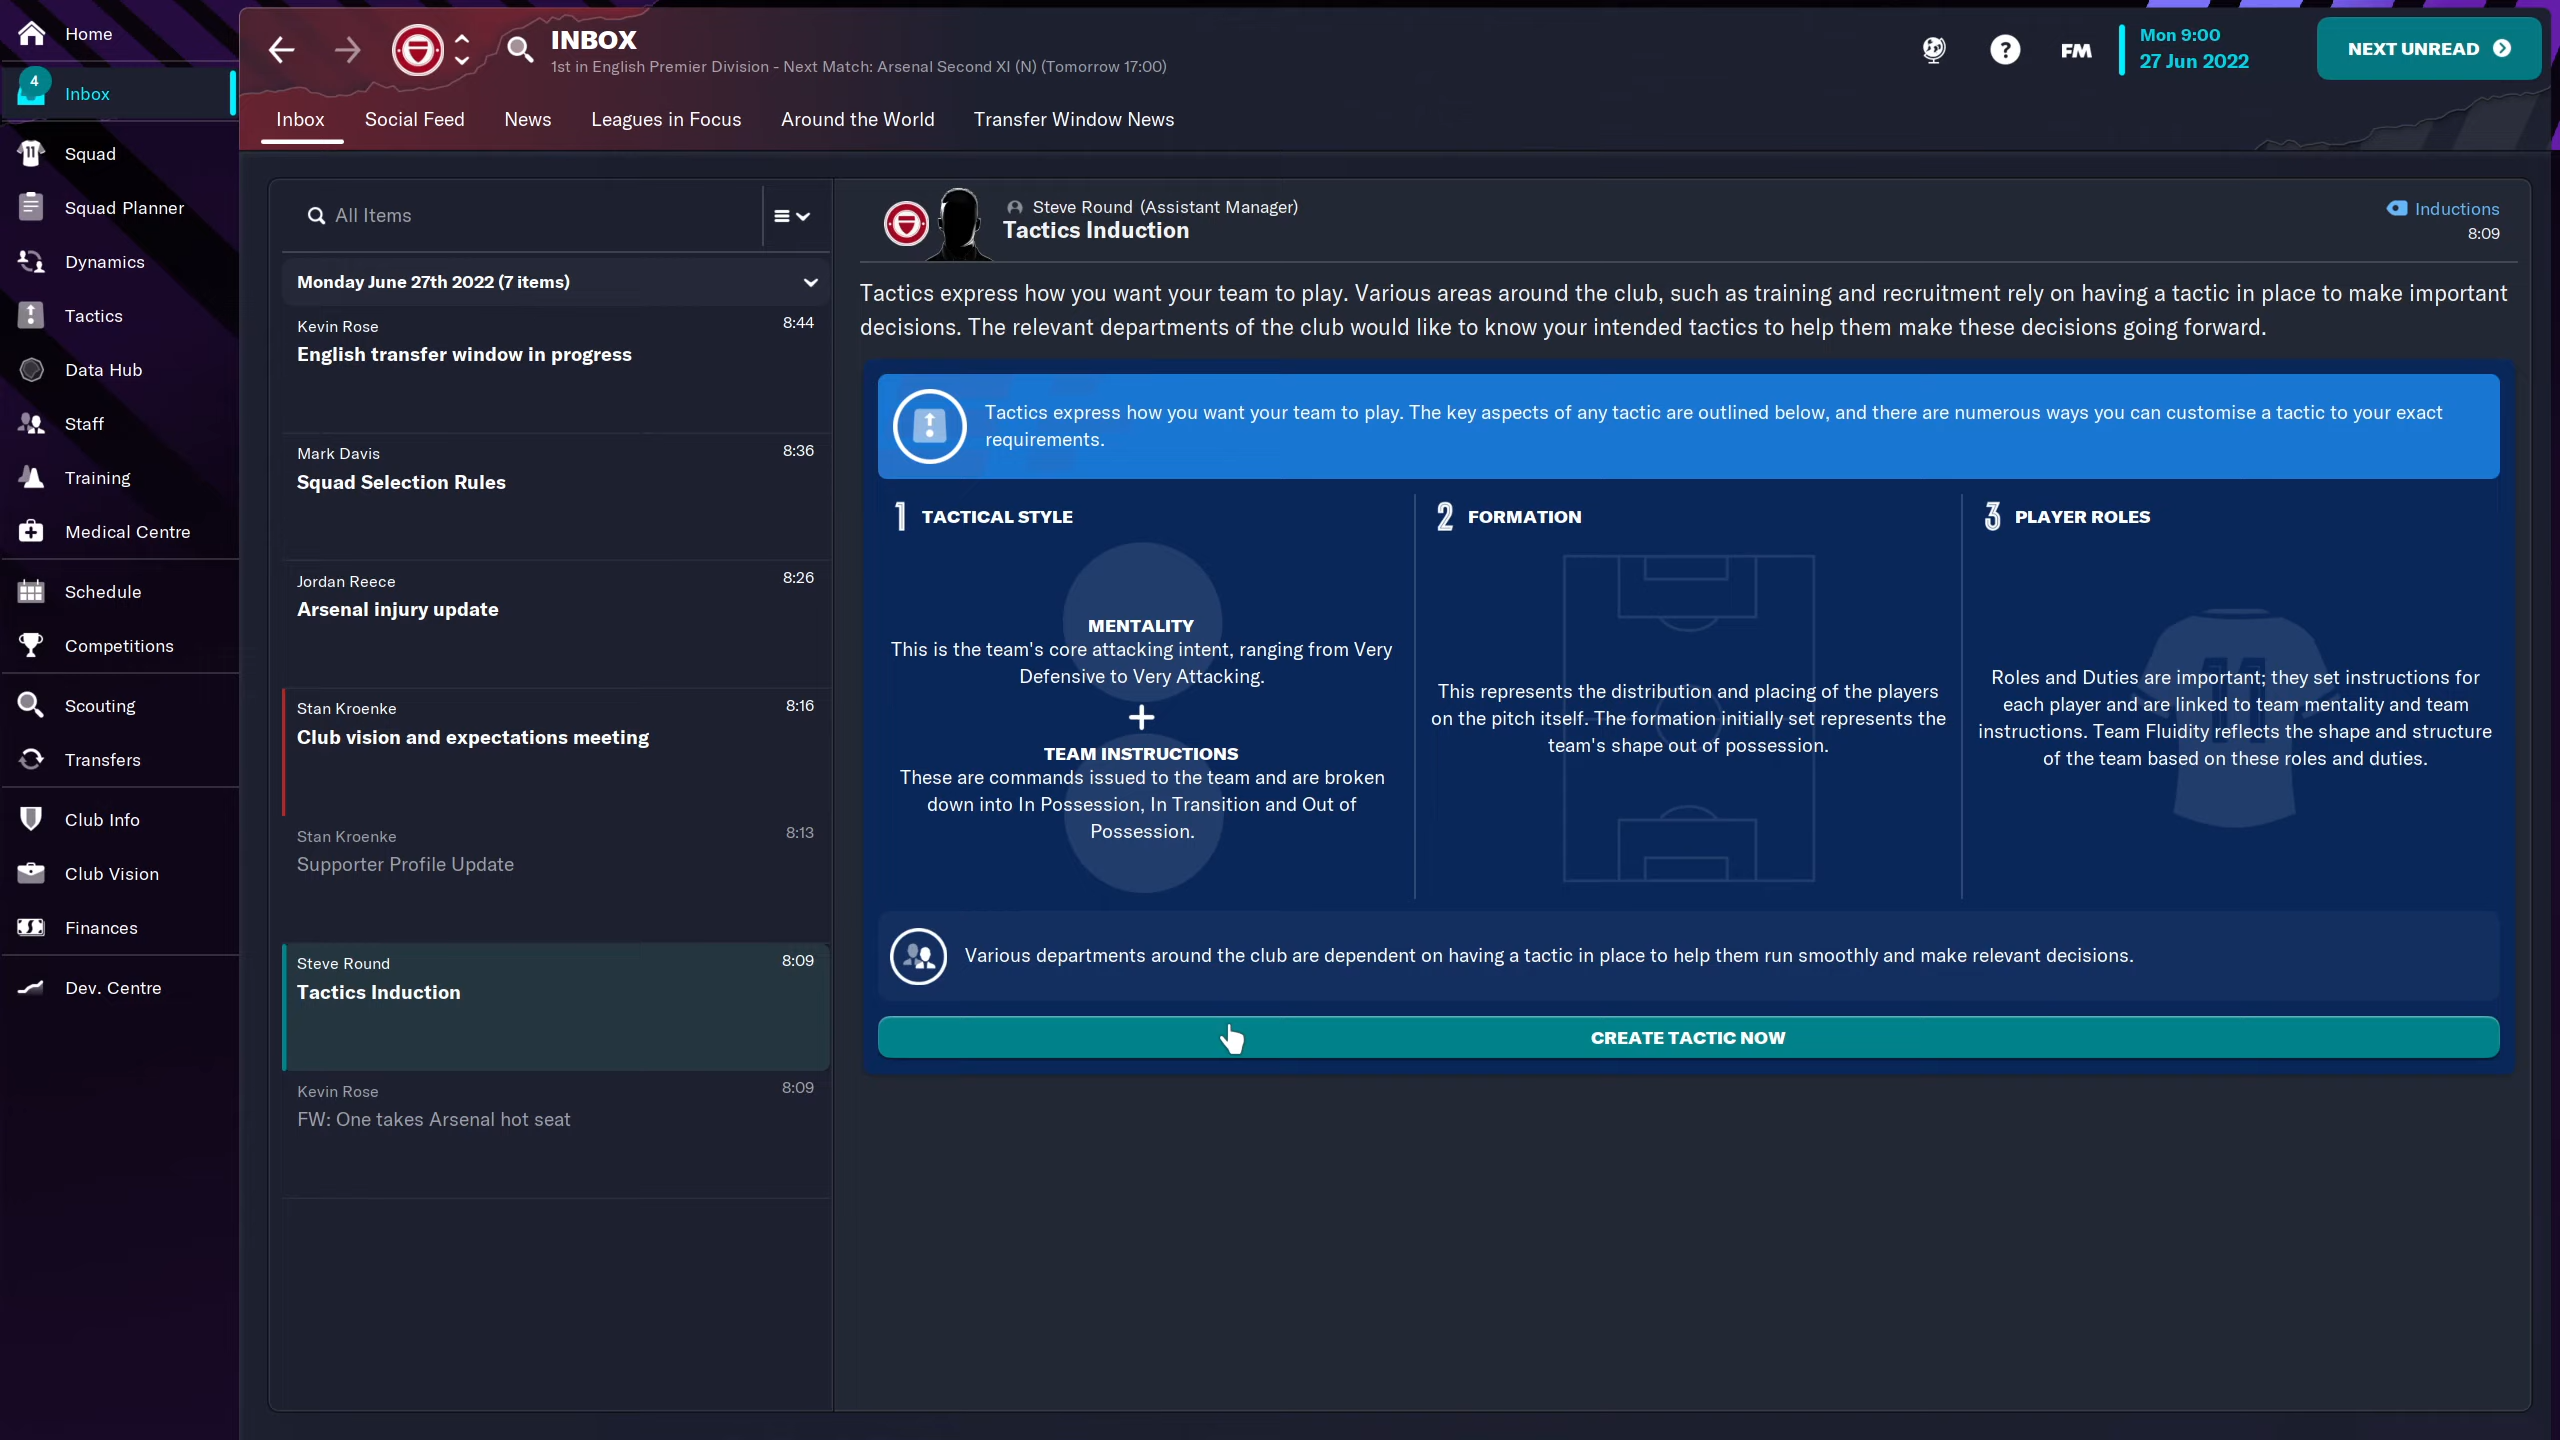 Home
4
Inbox
Squad
Squad Planner
Dynamics
Tactics
Data Hub
Staff
Training
Medical Centre
Schedule
Competitions
Scouting
Transfers
Club Info
Club Vision
Finances
Dev. Centre
INBOX
1st in English Premier Division - Next Match: Arsenal Second XI (N) (Tomorrow 17:00)
?
FM
Mon 9:00
27 Jun 2022
NEXT UNREAD
Inbox
Social Feed
News
Leagues in Focus
Around the World
Transfer Window News
All Items
Monday June 27th 2022 (7 items)
Kevin Rose
8:44
English transfer window in progress
Mark Davis
8:36
Squad Selection Rules
Jordan Reece
8:26
Arsenal injury update
Stan Kroenke
8:16
Club vision and expectations meeting
Stan Kroenke
8:13
Supporter Profile Update
Steve Round
8:09
Tactics Induction
Kevin Rose
8:09
FW: One takes Arsenal hot seat
Steve Round (Assistant Manager)
Tactics Induction
Inductions
8:09
Tactics express how you want your team to play. Various areas around the club, such as training and recruitment rely on having a tactic in place to make important
decisions. The relevant departments of the club would like to know your intended tactics to help them make these decisions going forward.
Tactics express how you want your team to play. The key aspects of any tactic are outlined below, and there are numerous ways you can customise a tactic to your exact
requirements.
1 TACTICAL STYLE
MENTALITY
This is the team's core attacking intent, ranging from Very
Defensive to Very Attacking.
+
TEAM INSTRUCTIONS
These are commands issued to the team and are broken
down into In Possession, In Transition and Out of
Possession.
2 FORMATION
This represents the distribution and placing of the players
on the pitch itself. The formation initially set represents the
team's shape out of possession.
3 PLAYER ROLES
Roles and Duties are important; they set instructions for
each player and are linked to team mentality and team
instructions. Team Fluidity reflects the shape and structure
of the team based on these roles and duties.
Various departments around the club are dependent on having a tactic in place to help them run smoothly and make relevant decisions.
CREATE TACTIC NOW